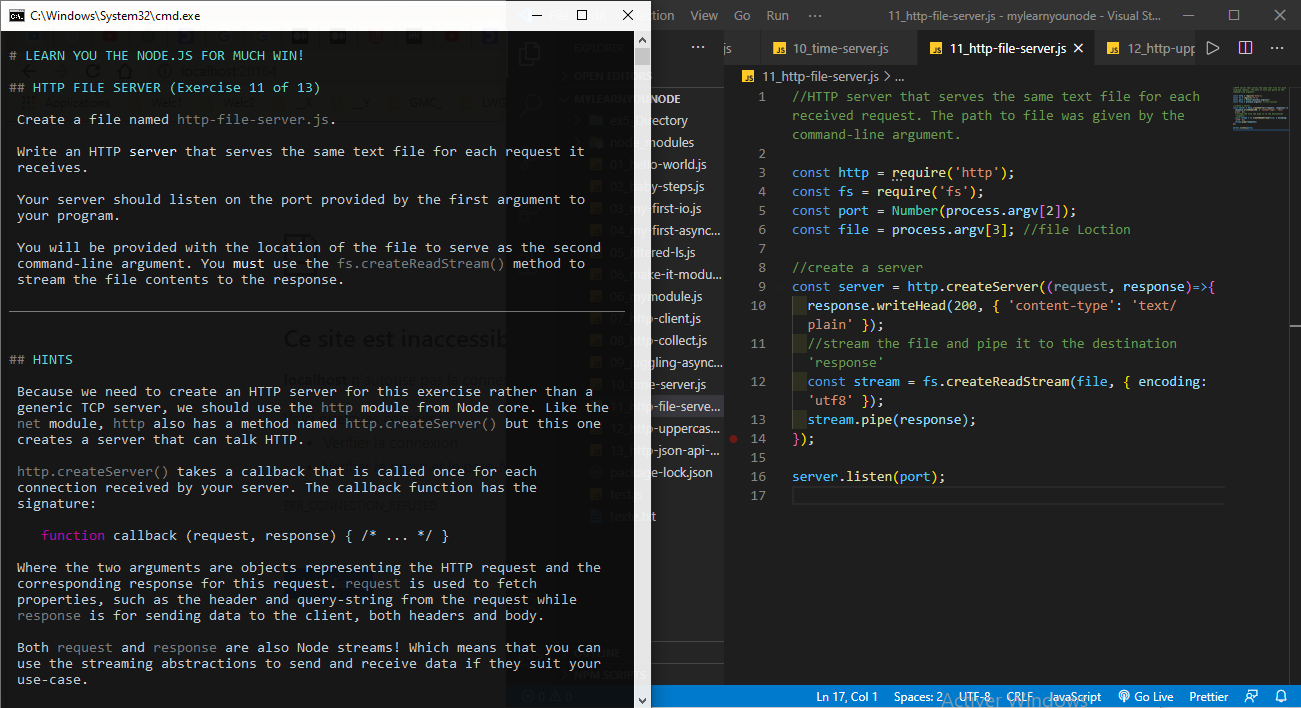 C:\Windows\System32\cmd.exe
# LEARN YOU THE NODE.JS FOR MUCH WIN!
## HTTP FILE SERVER (Exercise 11 of 13)
Create a file named http-file-server.js.
Write an HTTP server that serves the same text file for each request it
receives.
Your server should listen on the port provided by the first argument to
your program.
You will be provided with the location of the file to serve as the second
command-line argument. You must use the fs.createReadStream() method to
stream the file contents to the response.
Ce site est inaccessib
## HINTS
Because we need to create an HTTP server for this exercise rather than a
generic TCP server, we should use the http module from Node core. Like the
net module, http also has a method named http.createServer() but this one
creates a server that can talk HTTP.
http.createServer() takes a callback that is called once for each
connection received by your server. The callback function has the
signature:
function callback (request, response) { /* ... */ }
Where the two arguments are objects representing the HTTP request and the
corresponding response for this request. request is used to fetch
properties, such as the header and query-string from the request while
response is for sending data to the client, both headers and body.
Both request and response are also Node streams! Which means that you can
use the streaming abstractions to send and receive data if they suit your
use-case.
ction View Go Run ··· 11_http-file-server.js - mylearnyounode - Visual St...
js 10_time-server.js 11_http-file-server.js 12_http-upp
EXPLORER
OPEN EDITORS
MYLEARNYOUNODE
Directory
node_modules
o-world.js
y-steps.js
first-io.js
first-async...
red-ls.js
ke-it-modu...
module.js
p-client.js
p-collect.js
ggling-async...
10_time-server.js
11_http-file-serve...
12_http-uppercas...
13_http-json-api-...
package-lock.json
11_http-file-server.js > ...
1 //HTTP server that serves the same text file for each
received request. The path to file was given by the
command-line argument.
2
3 const http = require('http');
4 const fs = require('fs');
5 const port = Number(process.argv[2]);
6 const file = process.argv[3]; //file Loction
7
8 //create a server
9 const server = http.createServer((request, response)=>{
10 response.writeHead(200, { 'content-type': 'text/
plain' });
11 //stream the file and pipe it to the destination
'response'
12 const stream = fs.createReadStream(file, { encoding:
'utf8' });
13 stream.pipe(response);
14 });
15
16 server.listen(port);
17
NPM SCRIPTS
Ln 17, Col 1 Spaces: 2 UTF-8 CRLF JavaScript Go Live Prettier
Activer Windows